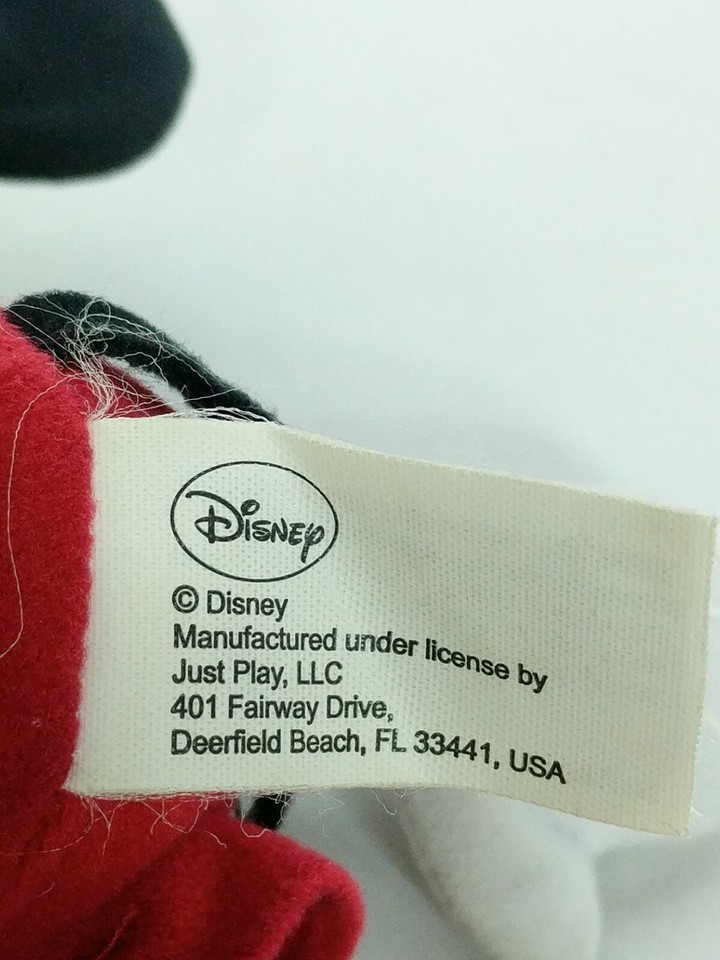 Disney
© Disney
Manufactured under license by
Just Play, LLC
401 Fairway Drive,
Deerfield Beach, FL 33441, USA